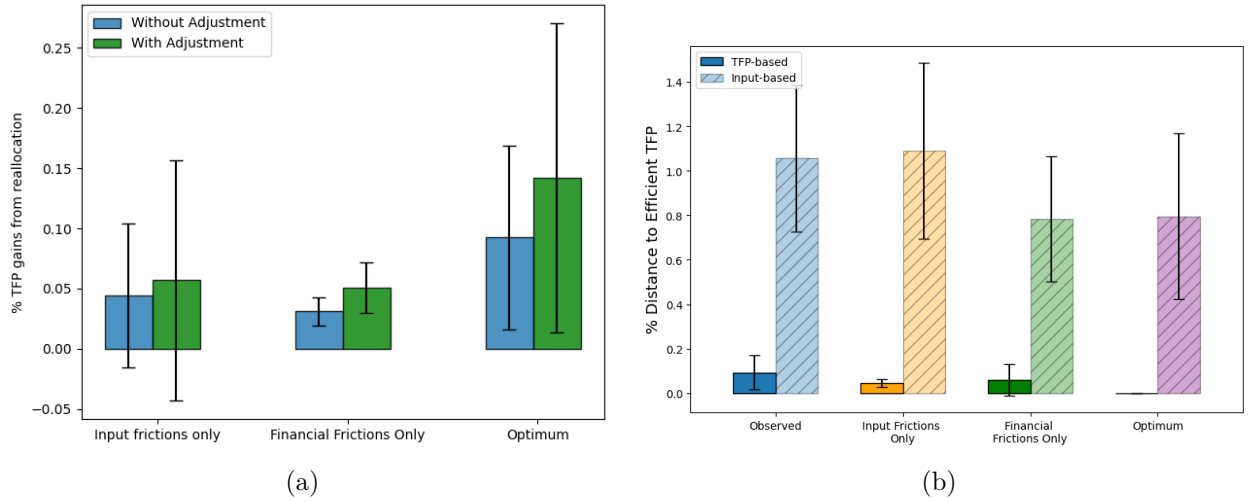 % TFP gains from reallocation
Without Adjustment
With Adjustment
0.25
0.20
0.15
0.10
0.05
0.00
−0.05
Input frictions only
Financial Frictions Only
Optimum
(a)
% Distance to Efficient TFP
TFP-based
Input-based
1.4
1.2
1.0
0.8
0.6
0.4
0.2
0.0
Observed
Input Frictions
Only
Financial
Frictions Only
Optimum
(b)